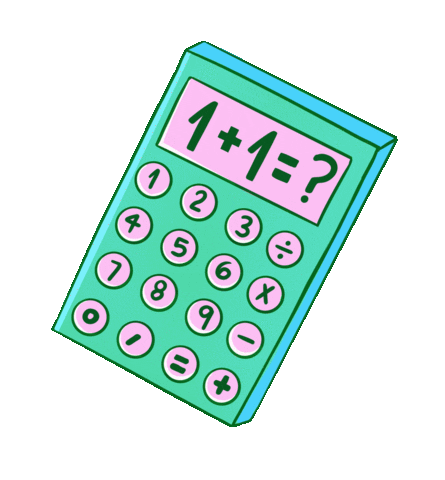 1+1=?
1 2 3 ÷
4 5 6 x
7 8 9 -
0 , = +